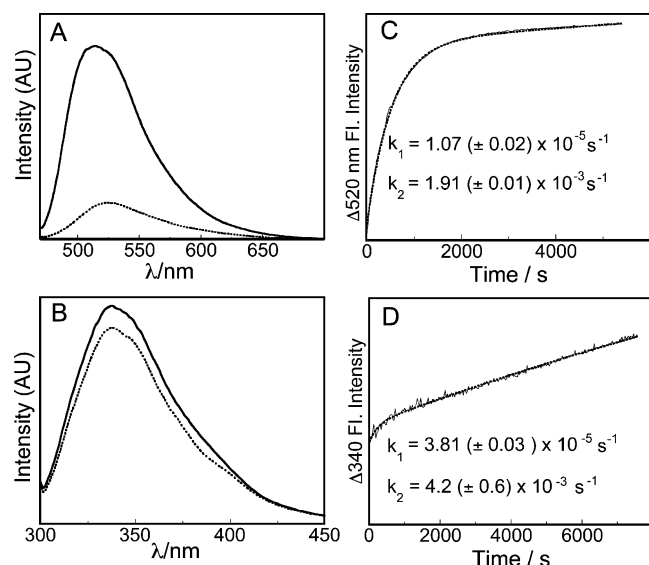 A
Intensity (AU)
500 550 600 650
λ/nm
C
Δ520 nm Fl. Intensity
k₁ = 1.07 (± 0.02) x 10⁻⁵ s⁻¹
k₂ = 1.91 (± 0.01) x 10⁻³ s⁻¹
0 2000 4000
Time / s
B
Intensity (AU)
300 350 400 450
λ/nm
D
Δ340 Fl. Intensity
k₁ = 3.81 (± 0.03 ) x 10⁻⁵ s⁻¹
k₂ = 4.2 (± 0.6) x 10⁻³ s⁻¹
0 2000 4000 6000
Time / s